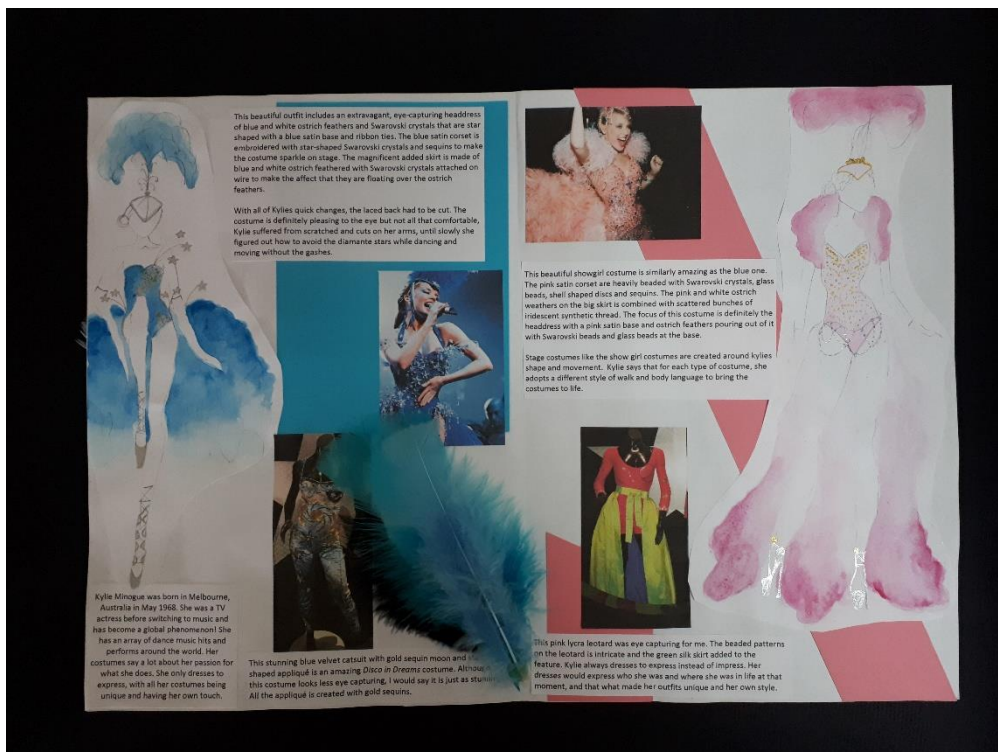 This beautiful outfit includes an extravagant, eye-capturing headdress
of blue and white ostrich feathers and Swarovski crystals that are star
shaped with a blue satin base and ribbon ties. The blue satin corset is
embroidered with star-shaped Swarovski crystals and sequins to make
the costume sparkle on stage. The magnificent added skirt is made of
blue and white ostrich feathered with Swarovski crystals attached on
wire to make the affect that they are floating over the ostrich
feathers.
With all of Kylies quick changes, the laced back had to be cut. The
costume is definitely pleasing to the eye but not all that comfortable,
Kylie suffered from scratched and cuts on her arms, until slowly she
figured out how to avoid the diamante stars while dancing and
moving without the gashes.
Kylie Minogue was born in Melbourne,
Australia in May 1968. She was a TV
actress before switching to music and
has become a global phenomenon! She
has an array of dance music hits and
performs around the world. Her
costumes say a lot about her passion for
what she does. She only dresses to
express, with all her costumes being
unique and having her own touch.
This stunning blue velvet catsuit with gold sequin moon and
shaped appliqué is an amazing Disco in Dreams costume.
this costume looks less eye capturing, I would say it is just as
All the appliqué is created with gold sequins.
This beautiful showgirl costume is similarly amazing as the blue one.
The pink satin corset are heavily beaded with Swarovski crystals, glass
beads, shell shaped discs and sequins. The pink and white ostrich
weathers on the big skirt is combined with scattered bunches of
iridescent synthetic thread. The focus of this costume is definitely the
headdress with a pink satin base and ostrich feathers pouring out of it
with Swarovski beads and glass beads at the base.
Stage costumes like the show girl costumes are created around kylies
shape and movement. Kylie says that for each type of costume, she
adopts a different style of walk and body language to bring the
costumes to life.
This pink lycra leotard was eye capturing for me. The beaded patterns
on the leotard is intricate and the green silk skirt added to the
feature. Kylie always dresses to express instead of impress. Her
dresses would express who she was and where she was in life at that
moment, and that what made her outfits unique and her own style.